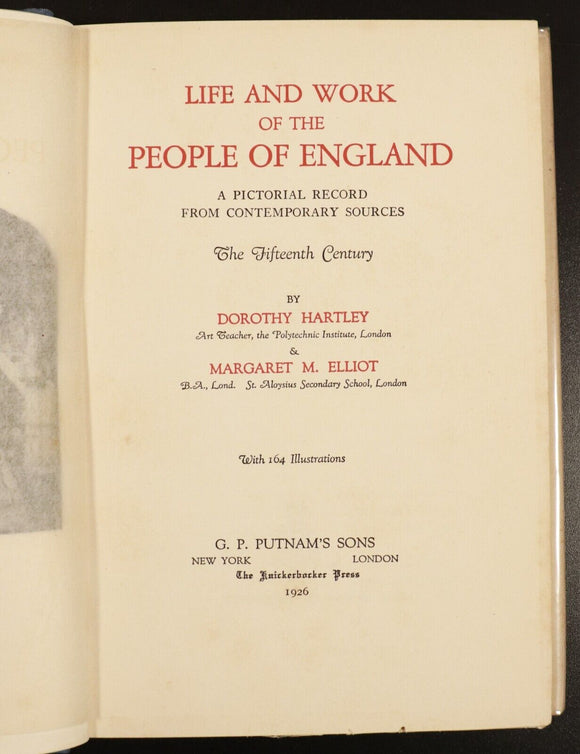 LIFE AND WORK
OF THE
PEOPLE OF ENGLAND
A PICTORIAL RECORD
FROM CONTEMPORARY SOURCES
The Fifteenth Century
BY
DOROTHY HARTLEY
Art Teacher, the Polytechnic Institute, London
&
MARGARET M. ELLIOT
B.A., Lond. St. Aloysius Secondary School, London
With 164 Illustrations
G. P. PUTNAM'S SONS
NEW YORK LONDON
The Knickerbocker Press
1926